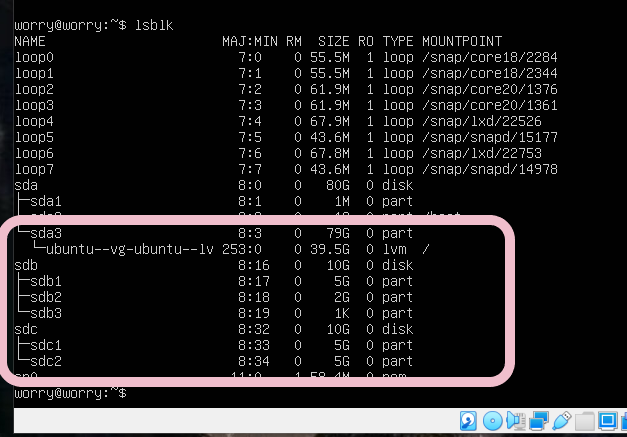 worry@worry:~$ lsblk
NAME MAJ:MIN RM SIZE RO TYPE MOUNTPOINT
loop0 7:0 0 55.5M 1 loop /snap/core18/2284
loop1 7:1 0 55.5M 1 loop /snap/core18/2344
loop2 7:2 0 61.9M 1 loop /snap/core20/1376
loop3 7:3 0 61.9M 1 loop /snap/core20/1361
loop4 7:4 0 67.9M 1 loop /snap/lxd/22526
loop5 7:5 0 43.6M 1 loop /snap/snapd/15177
loop6 7:6 0 67.8M 1 loop /snap/lxd/22753
loop7 7:7 0 43.6M 1 loop /snap/snapd/14978
sda 8:0 0 80G 0 disk
├─sda1 8:1 0 1M 0 part
└─sda3 8:3 0 79G 0 part
└─ubuntu--vg-ubuntu--lv 253:0 0 39.5G 0 lvm /
sdb 8:16 0 10G 0 disk
├─sdb1 8:17 0 5G 0 part
├─sdb2 8:18 0 2G 0 part
└─sdb3 8:19 0 1K 0 part
sdc 8:32 0 10G 0 disk
├─sdc1 8:33 0 5G 0 part
└─sdc2 8:34 0 5G 0 part
worry@worry:~$